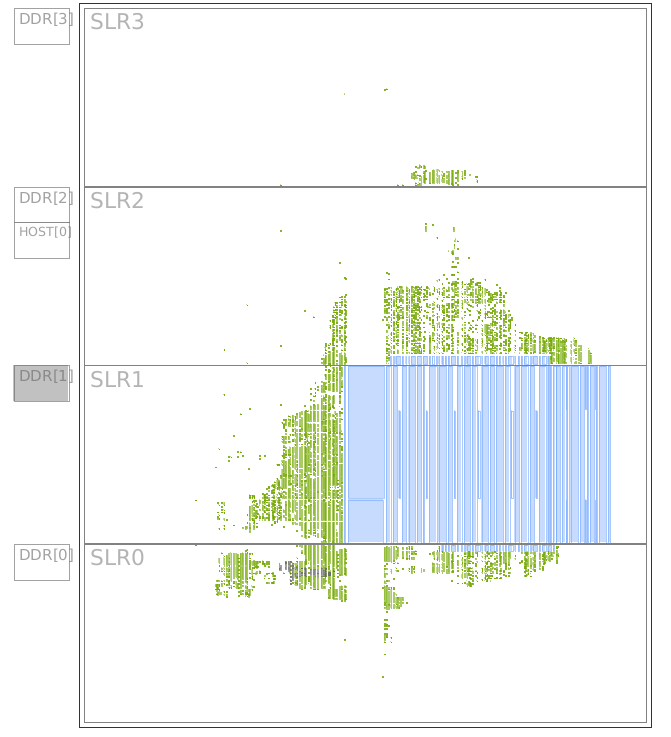 DDR[3]
SLR3
DDR[2]
SLR2
HOST[0]
DDR[1]
SLR1
DDR[0]
SLR0